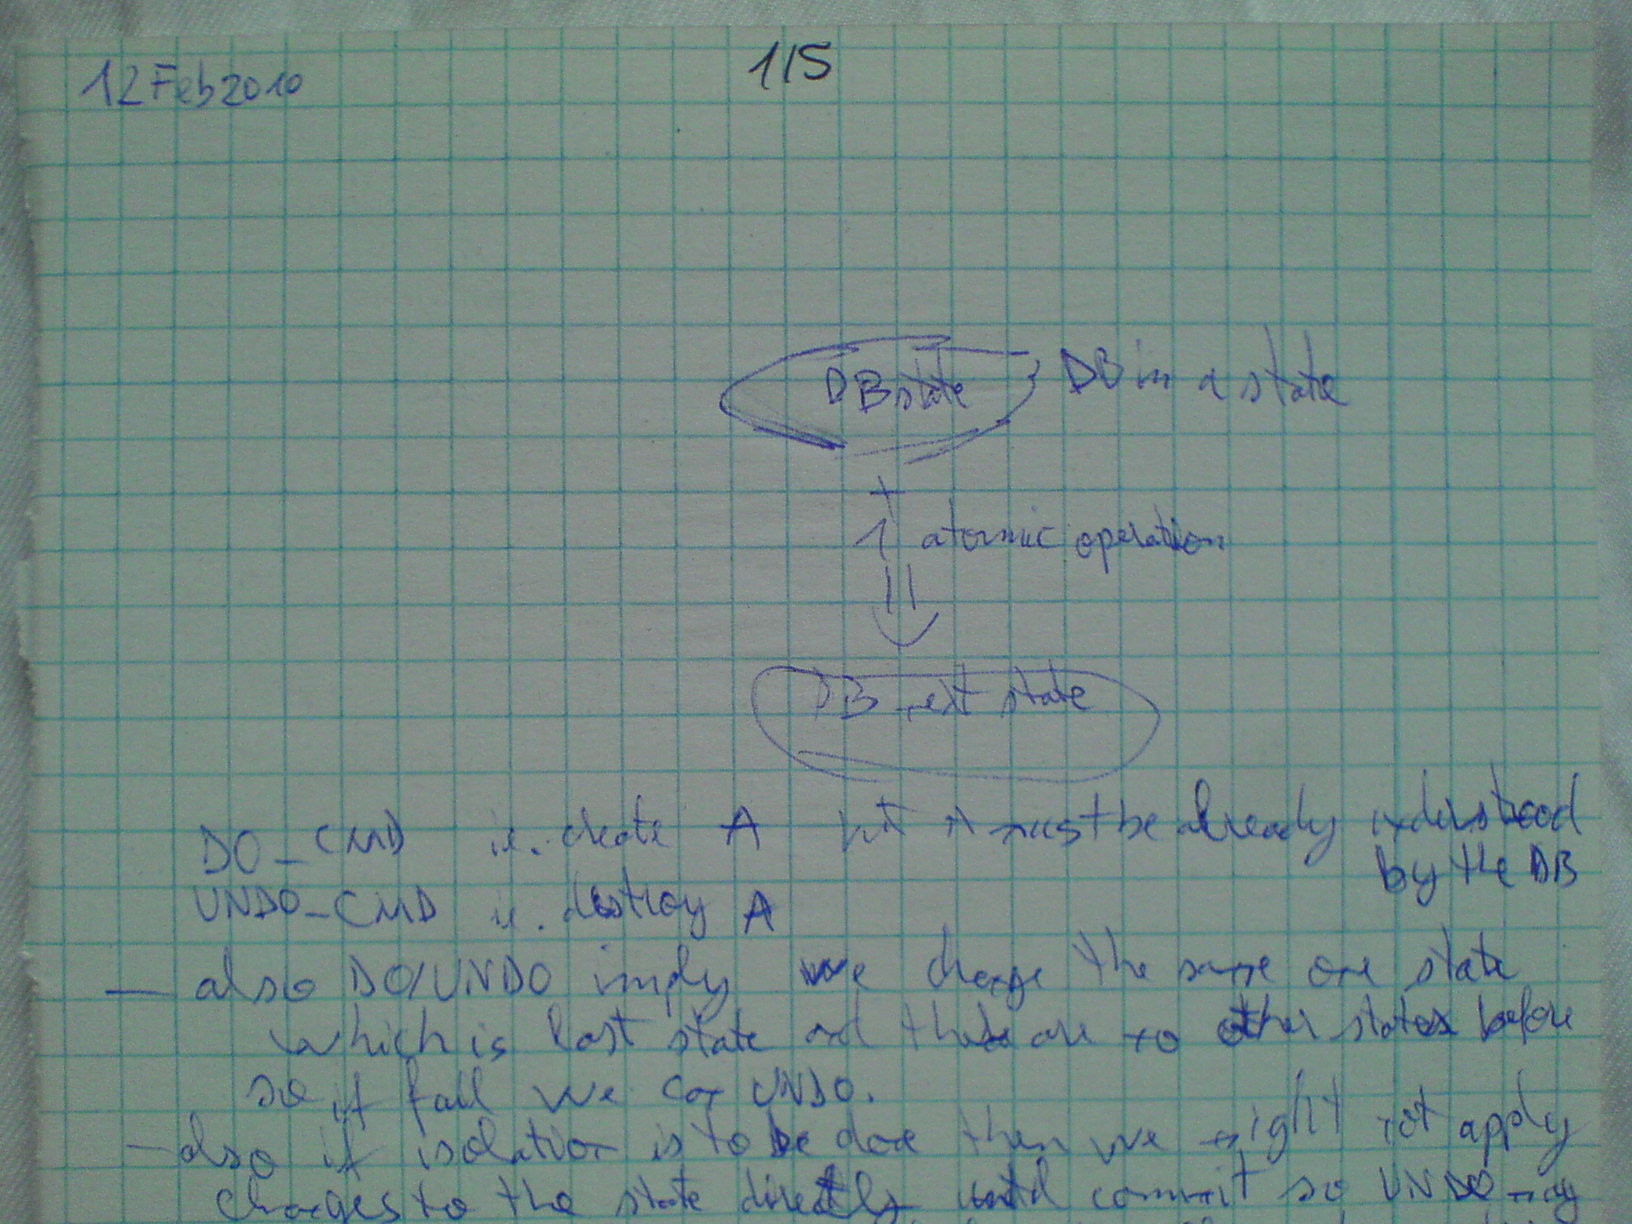 12 Feb 2010
1/5
DB state
DB in a state
+
1 atomic operation
DB next state
DO_CMD ie. create A but A must be already understood
by the DB
UNDO_CMD ie. destroy A
— also DO/UNDO imply we change the same one state
which is last state and there are no other states before
so if fail we can UNDO.
— also if isolation is to be done then we might not apply
changes to the state directly until commit so UNDO may